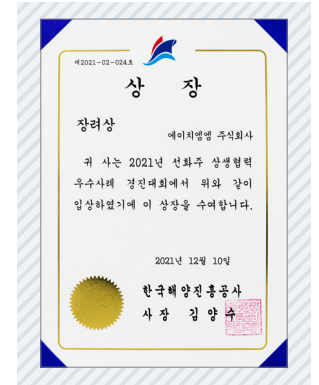 제2021-02-024호
상 장
장려상
에이치엠엠 주식회사
귀 사는 2021년 선화주 상생협력
우수사례 경진대회에서 위와 같이
입상하였기에 이 상장을 수여합니다.
2021년 12월 10일
한국해양진흥공사
사 장 김 양 수